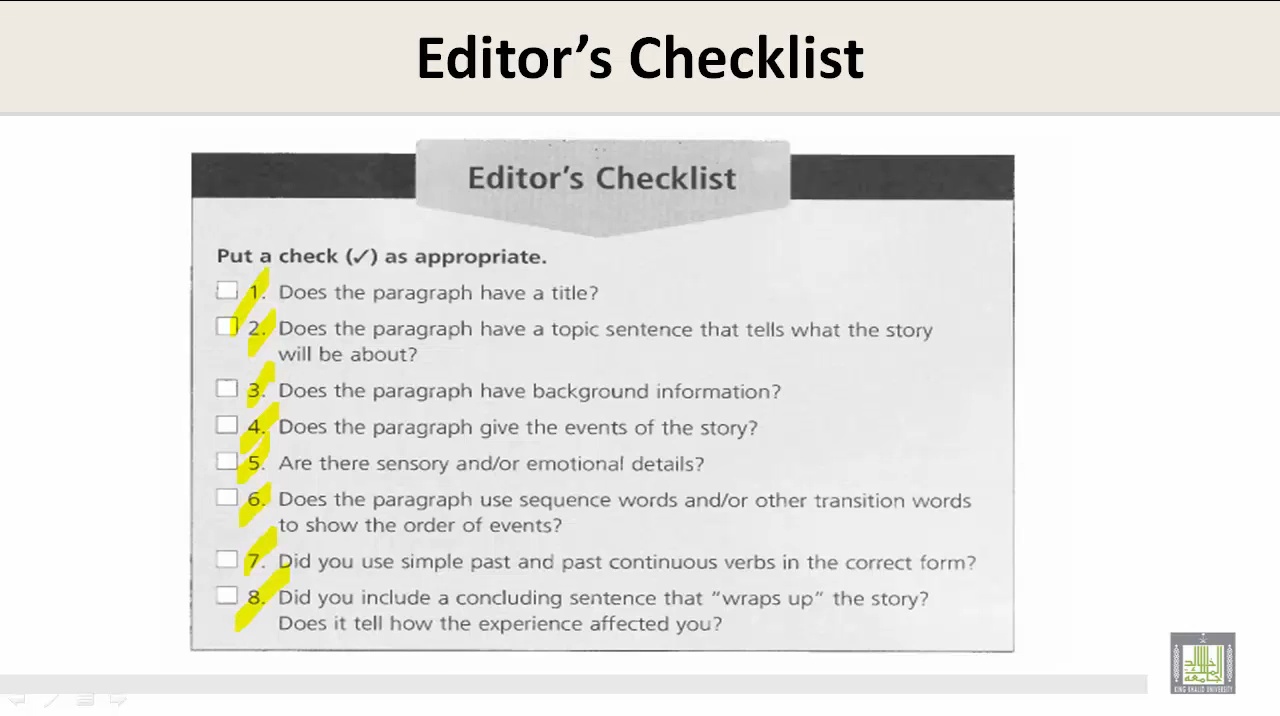 Editor's Checklist
Editor's Checklist
Put a check (✓) as appropriate.
1. Does the paragraph have a title?
2. Does the paragraph have a topic sentence that tells what the story
will be about?
3. Does the paragraph have background information?
4. Does the paragraph give the events of the story?
5. Are there sensory and/or emotional details?
6. Does the paragraph use sequence words and/or other transition words
to show the order of events?
7. Did you use simple past and past continuous verbs in the correct form?
8. Did you include a concluding sentence that "wraps up" the story?
Does it tell how the experience affected you?
KING KHALID UNIVERSITY